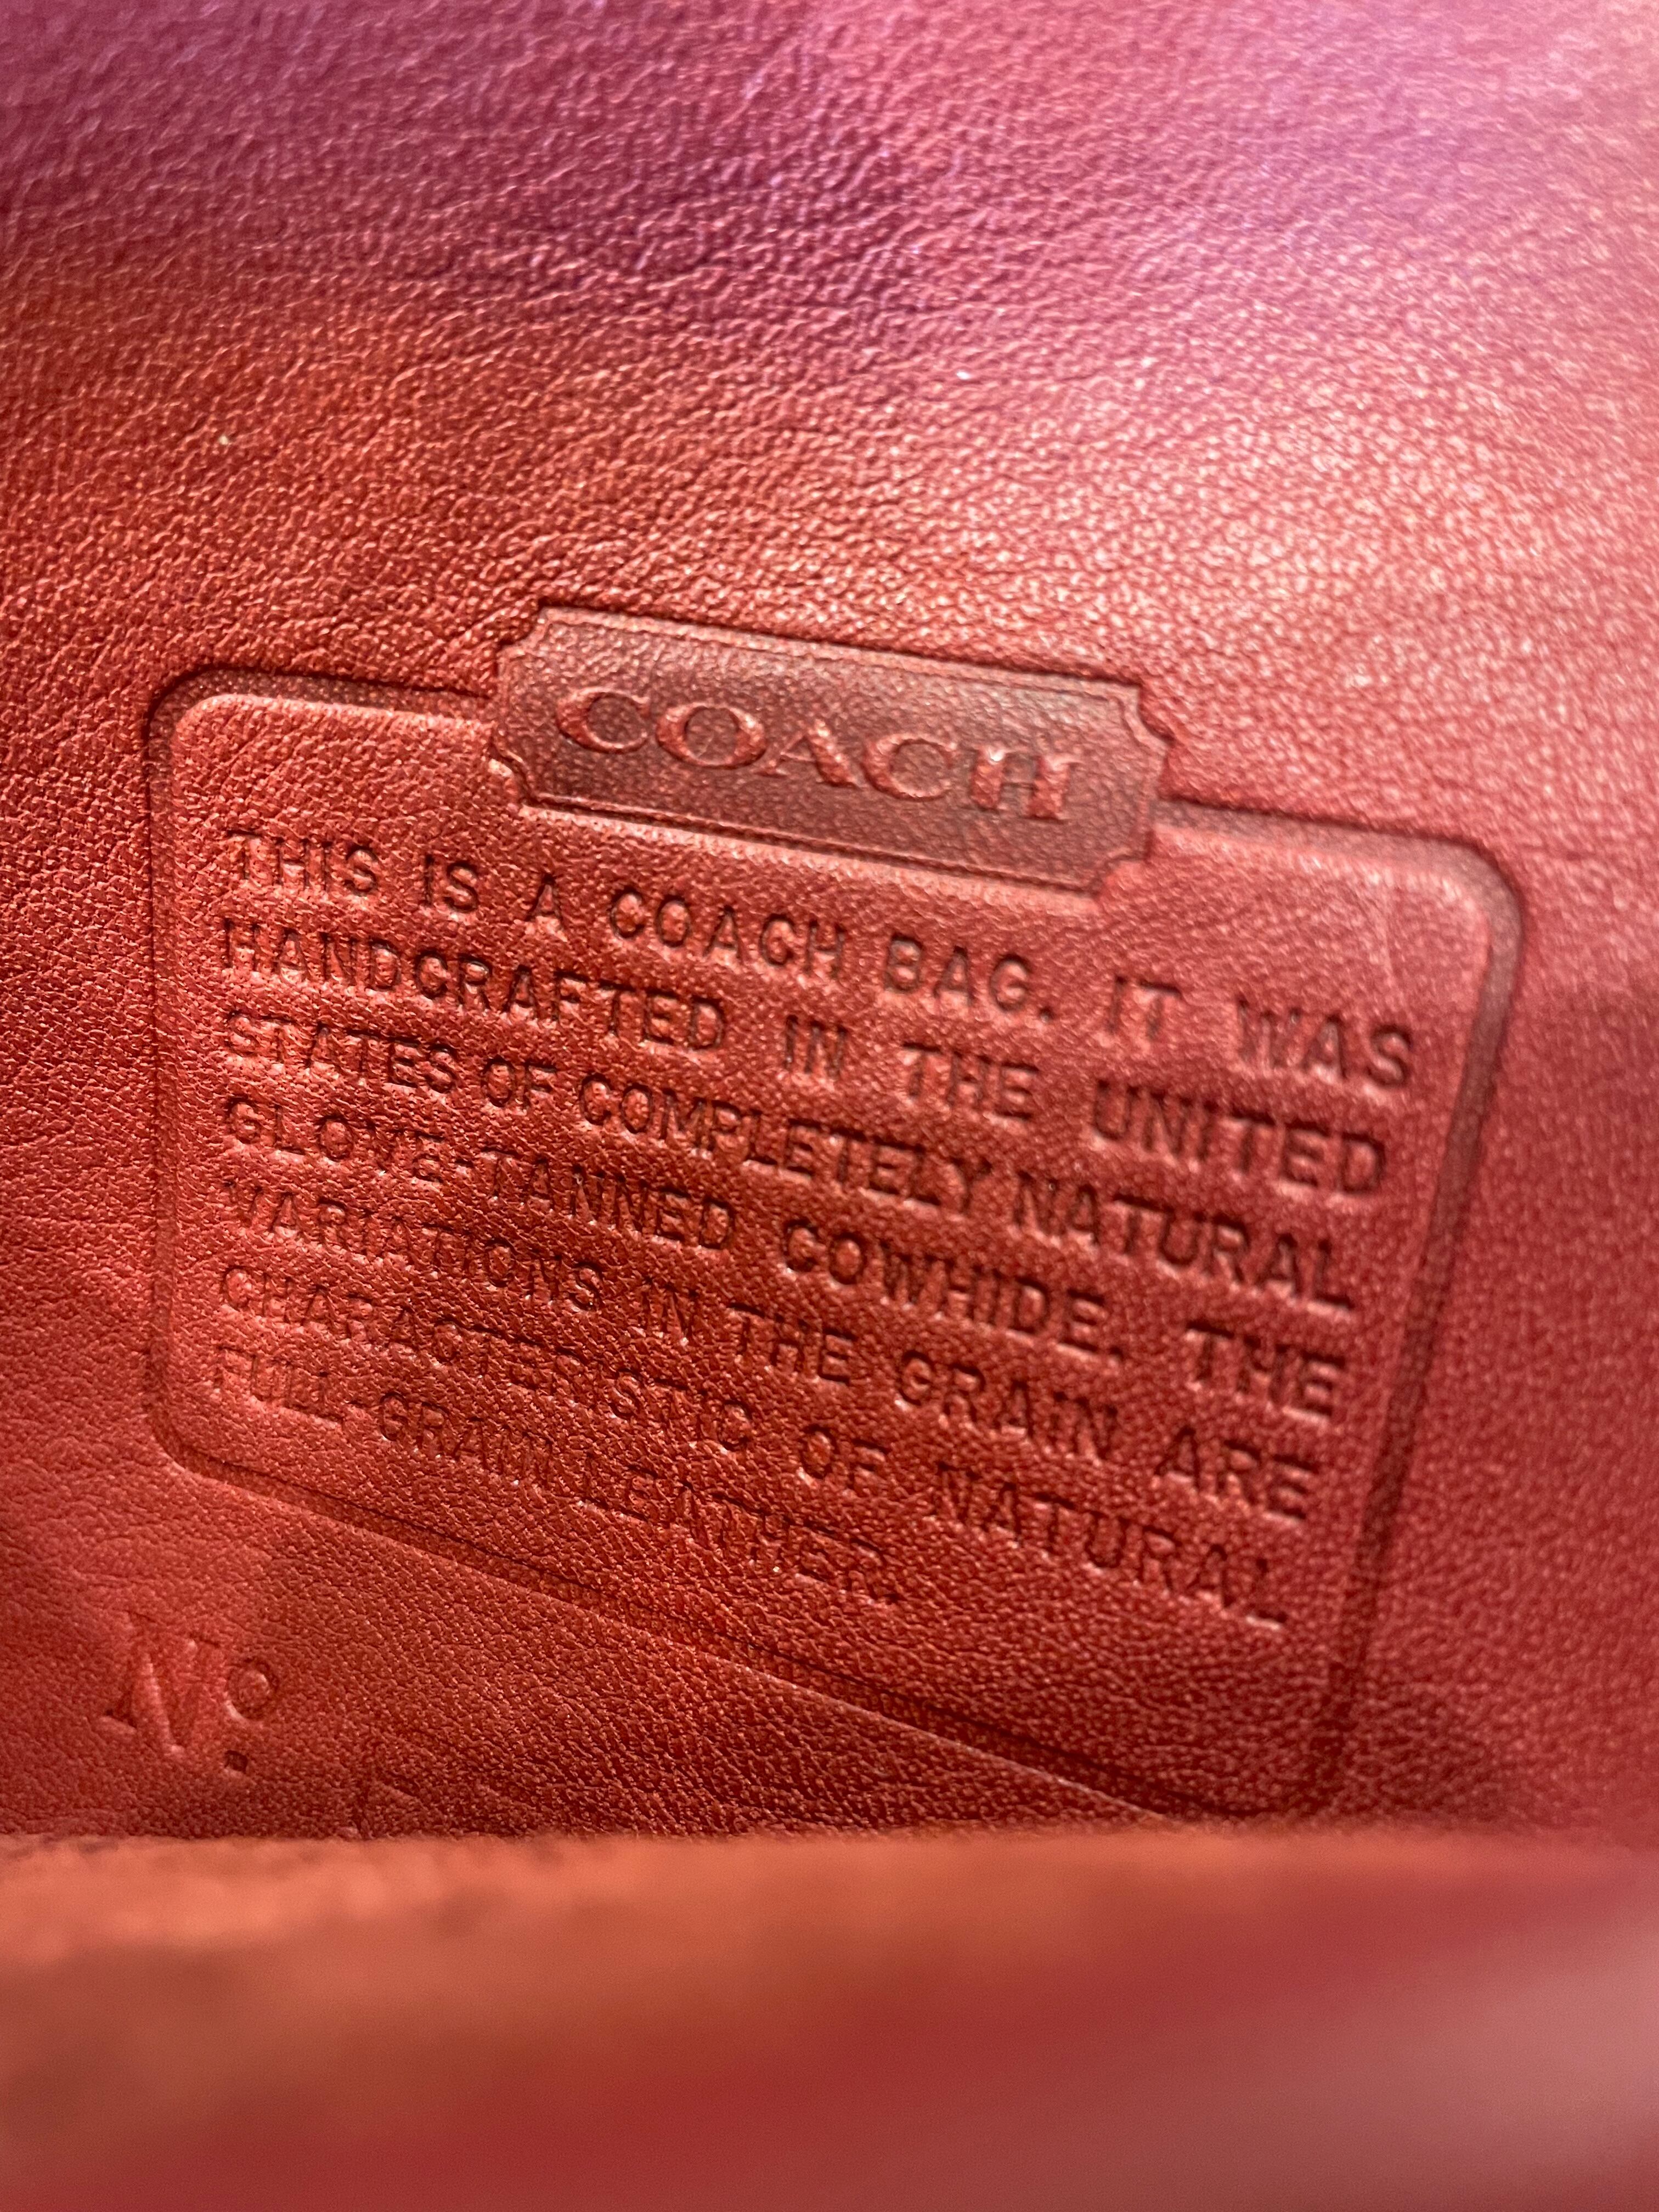 COACH
THIS IS A COACH BAG. IT WAS
HANDCRAFTED IN THE UNITED
STATES OF COMPLETELY NATURAL
GLOVE-TANNED COWHIDE. THE
VARIATIONS IN THE GRAIN ARE
CHARACTERISTIC OF NATURAL
FULL-GRAIN LEATHER.
No.